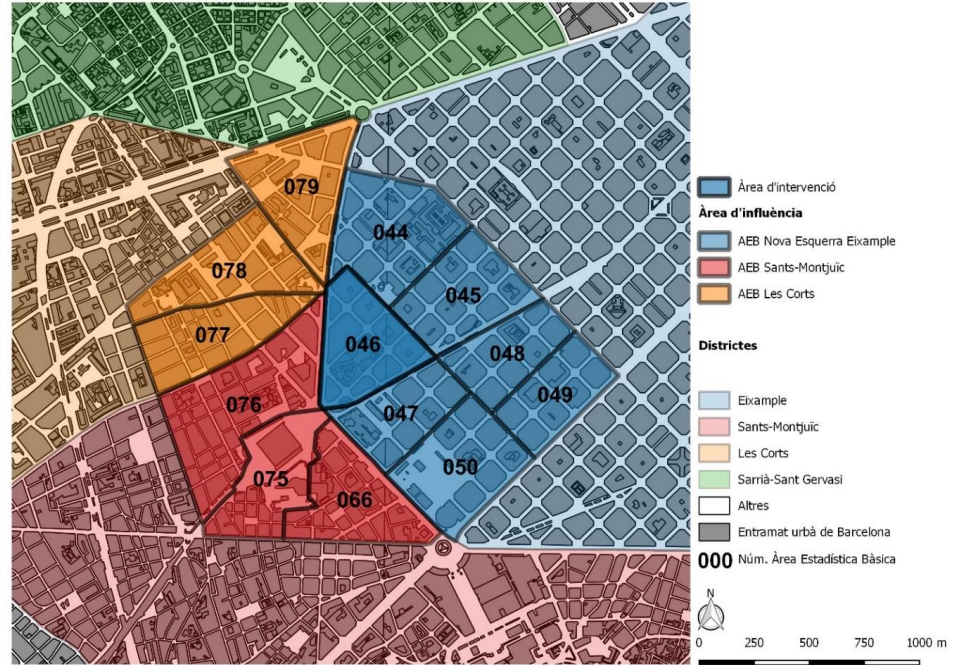 079
044
078
045
077
046
048
049
076
047
050
075
066
Àrea d'intervenció
Àrea d'influència
AEB Nova Esquerra Eixample
AEB Sants-Montjuïc
AEB Les Corts
Districtes
Eixample
Sants-Montjuïc
Les Corts
Sarrià-Sant Gervasi
Altres
Entramat urbà de Barcelona
000 Núm. Àrea Estadística Bàsica
N
0 250 500 750 1000 m